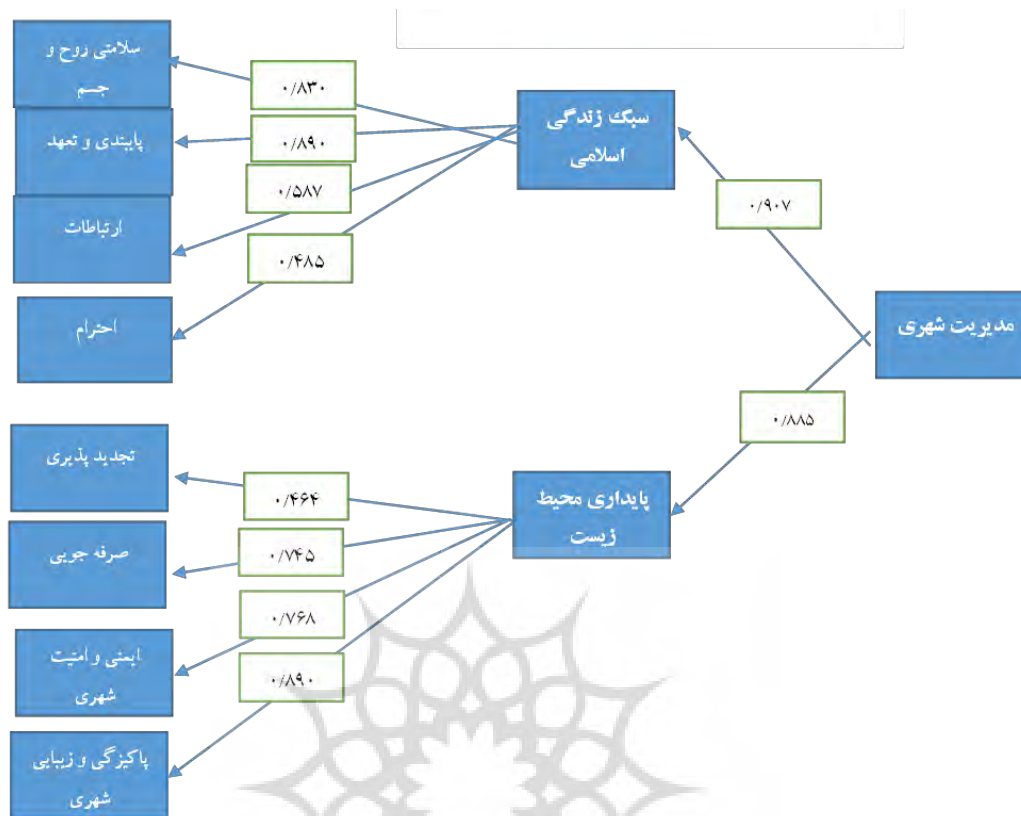 سلامتی روح و
جسم
۰/۸۳۰
سبک زندگی
اسلامی
پایبندی و تعهد
۰/۸۹۰
۰/۵۸۷
۰/۹۰۷
ارتباطات
۰/۴۸۵
احترام
مدیریت شهری
۰/۸۸۵
تجدید پذیری
۰/۴۶۴
پایداری محیط
زیست
صرفه جویی
۰/۷۴۵
۰/۷۶۸
ایمنی و امنیت
شهری
۰/۸۹۰
پاکیزگی و زیبایی
شهری